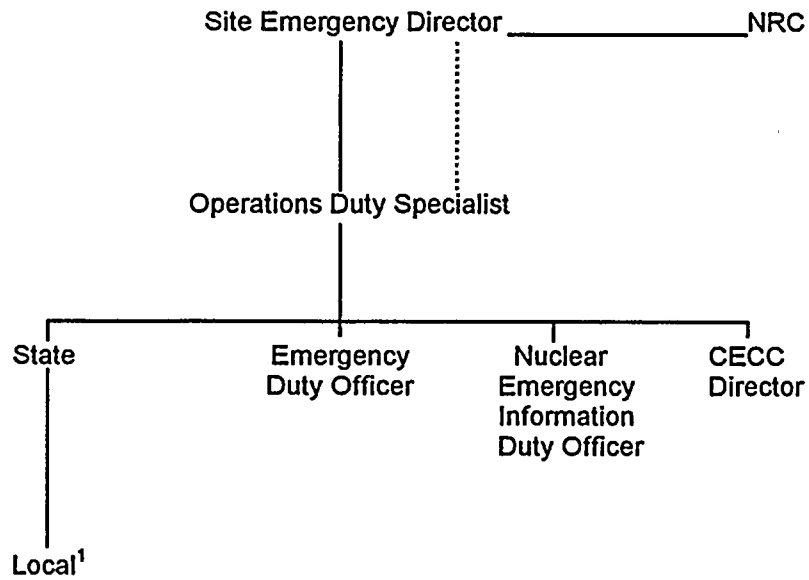 Site Emergency Director
NRC
Operations Duty Specialist
State
Emergency
Duty Officer
Nuclear
Emergency
Information
Duty Officer
CECC
Director
Local¹